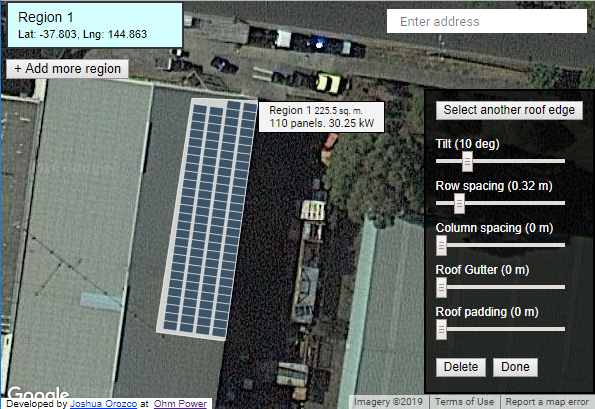 Region 1
Lat: -37.803, Lng: 144.863
Enter address
+ Add more region
Region 1 225.5 sq. m.
110 panels. 30.25 kW
Select another roof edge
Tilt (10 deg)
Row spacing (0.32 m)
Column spacing (0 m)
Roof Gutter (0 m)
Roof padding (0 m)
Delete Done
Google
Developed by Joshua Orozco at Ohm Power
Imagery ©2019 Terms of Use Report a map error